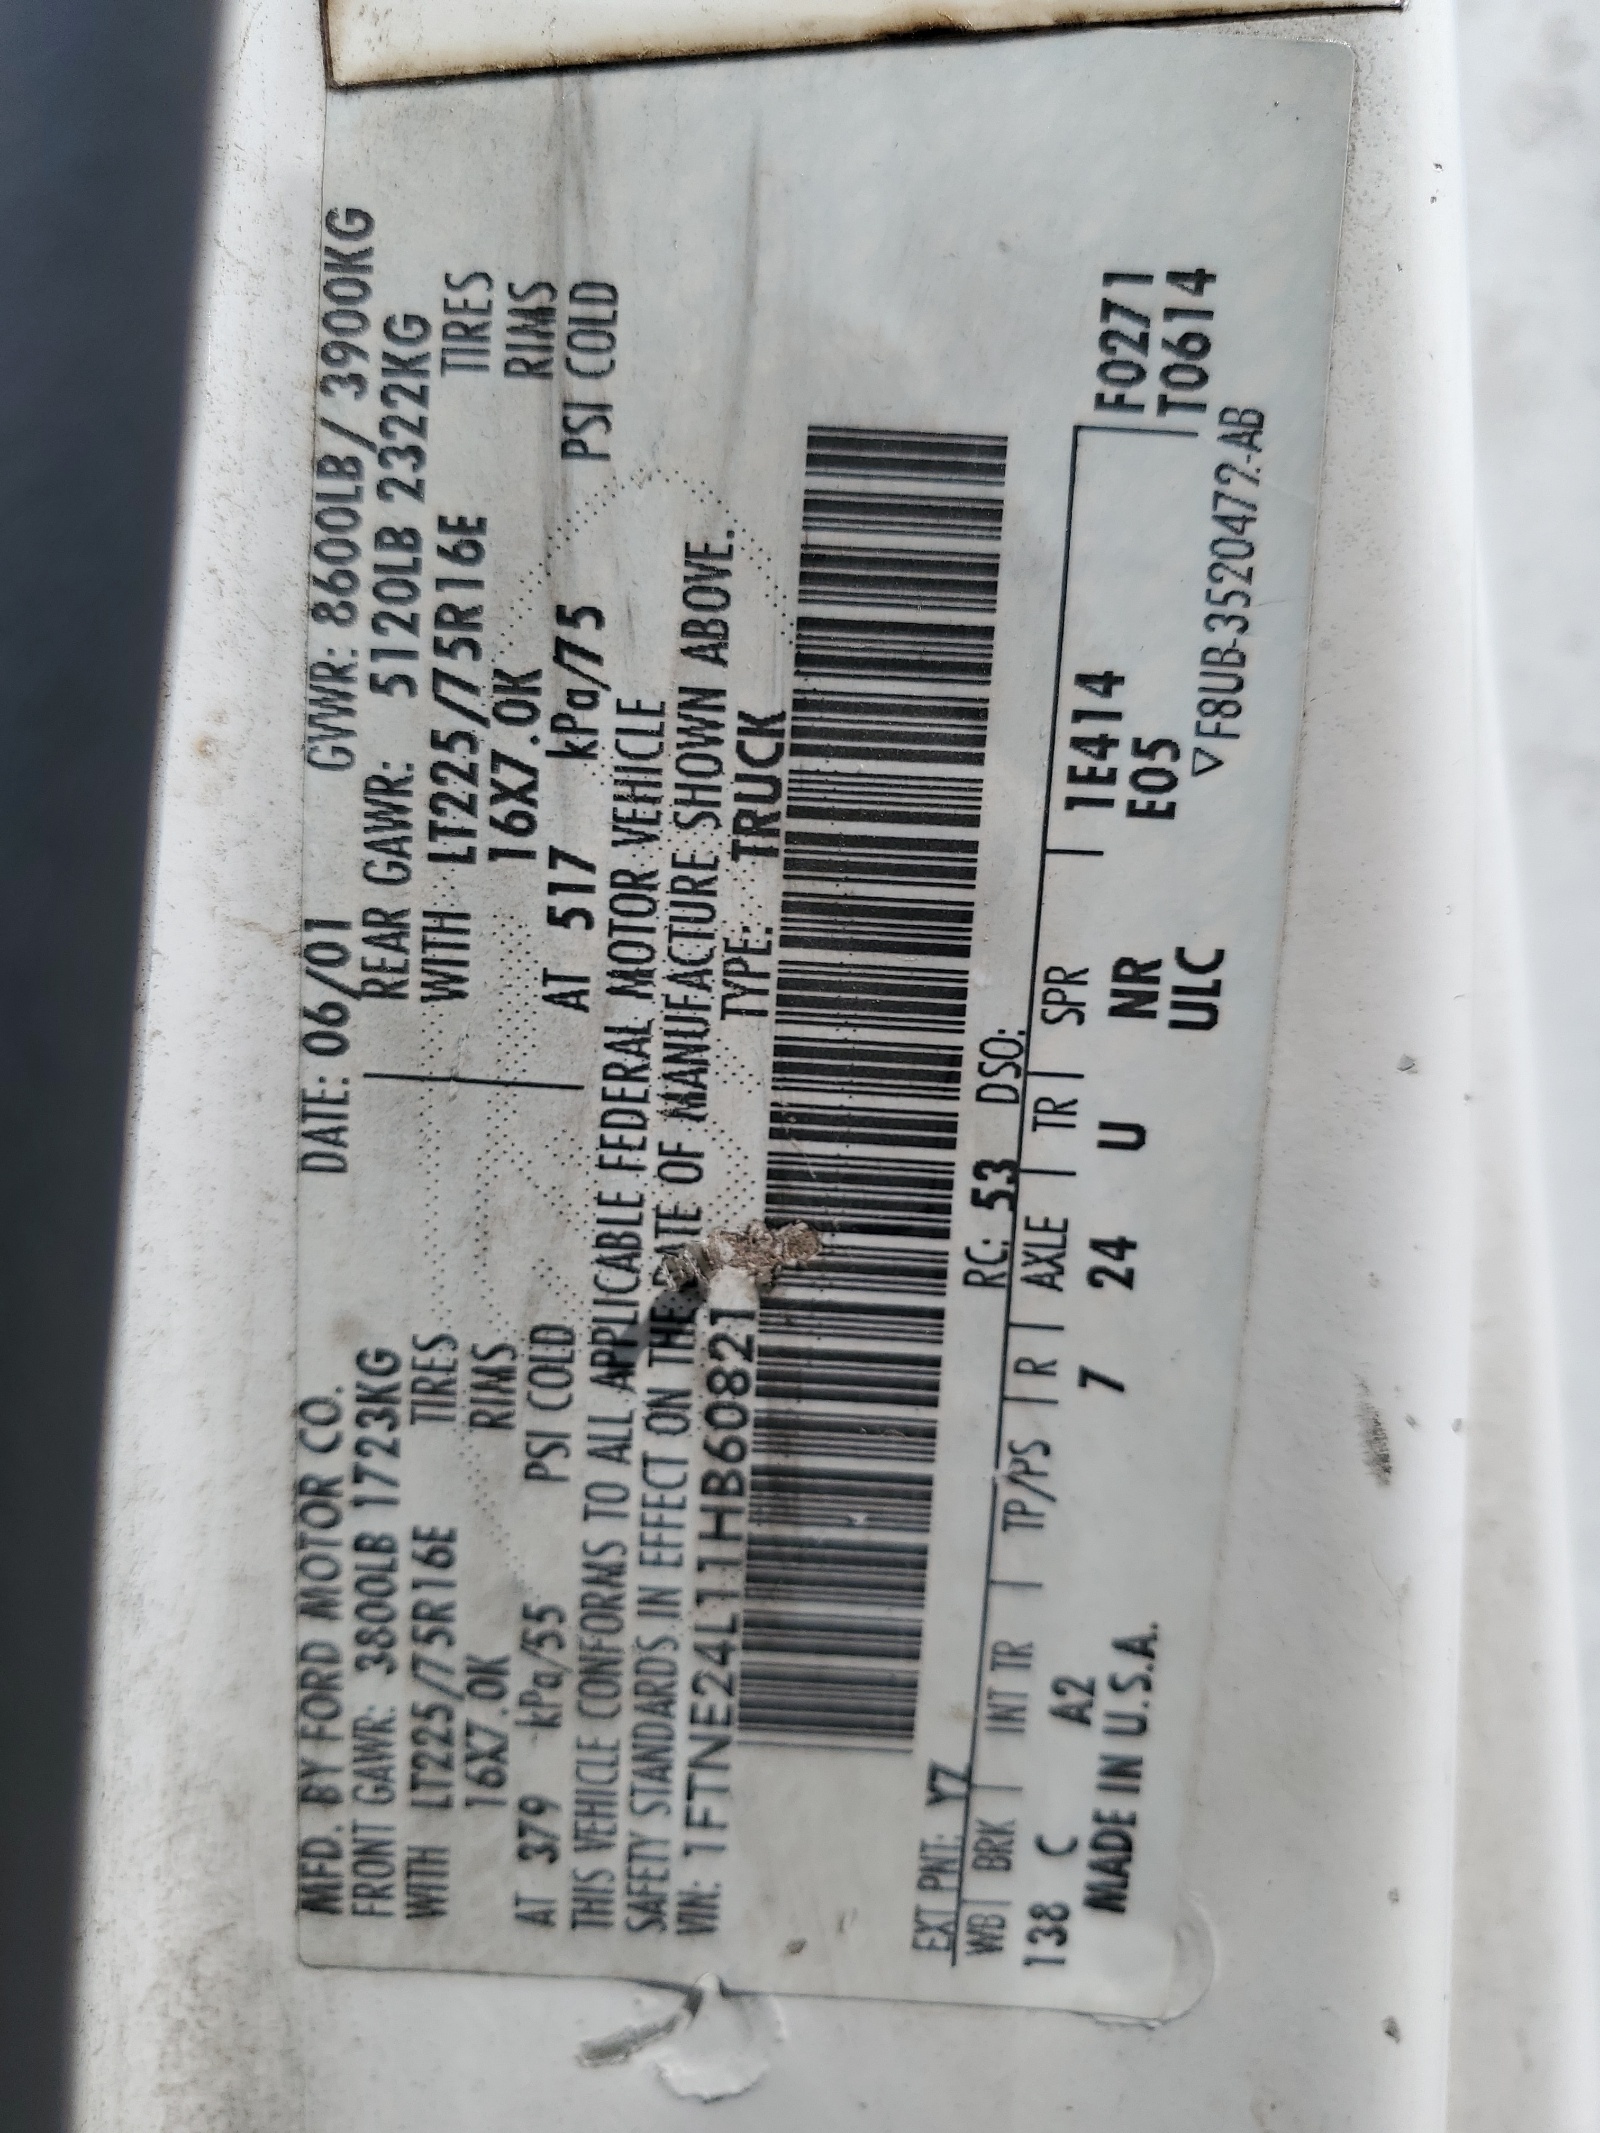 MFD. BY FORD MOTOR CO. DATE: 06/01 GVWR: 8600LB/ 3900KG
FRONT GAWR: 3800LB 1723KG REAR GAWR: 5120LB 2322KG
WITH LT225/75R16E TIRES WITH LT225/75R16E TIRES
16X7.0K RIMS 16X7.0K RIMS
AT 379 kPa/55 PSI COLD AT 517 kPa/75 PSI COLD
THIS VEHICLE CONFORMS TO ALL APPLICABLE FEDERAL MOTOR VEHICLE
SAFETY STANDARDS IN EFFECT ON THE DATE OF MANUFACTURE SHOWN ABOVE.
VIN: 1FTNE24L11HB60821 TYPE: TRUCK
EXT PNT: YZ RC: 53 DSO:
WB BRK INT TR TP/PS R AXLE TR SPR 1E414 F0271
138 C A2 7 24 U NR E05 T0614
MADE IN U.S.A. ULC ▽F8UB-3520472-AB